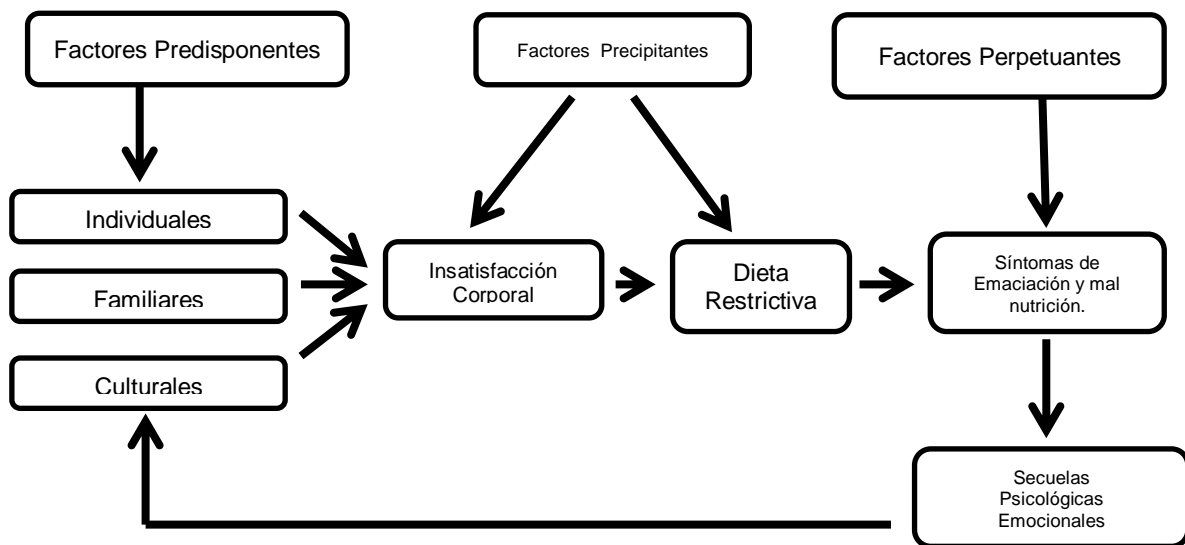 Factores Predisponentes
Factores Precipitantes
Factores Perpetuantes
Individuales
Familiares
Culturales
Insatisfacción
Corporal
Dieta
Restrictiva
Síntomas de
Emaciación y mal
nutrición.
Secuelas
Psicológicas
Emocionales